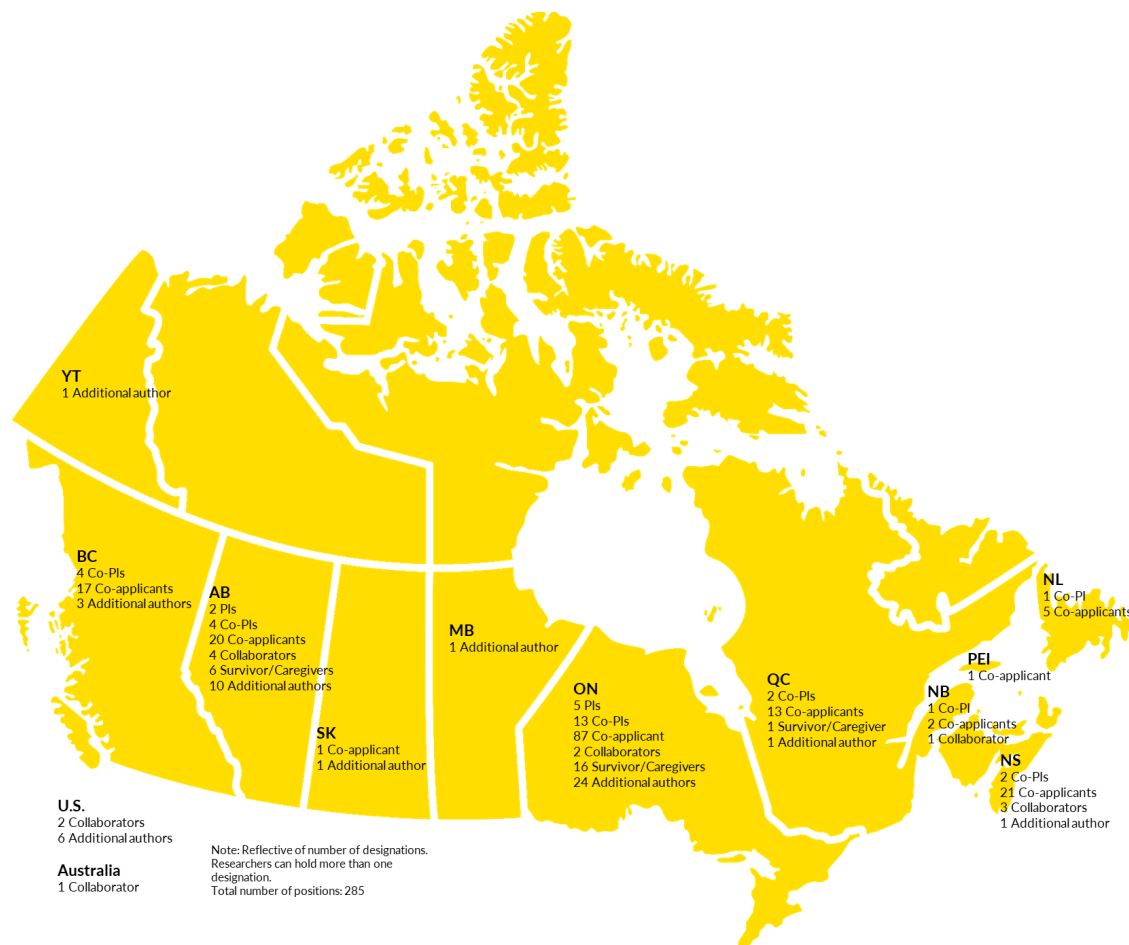 YT
1 Additional author
BC
4 Co-PIs
17 Co-applicants
3 Additional authors
AB
2 PIs
4 Co-PIs
20 Co-applicants
4 Collaborators
6 Survivor/Caregivers
10 Additional authors
SK
1 Co-applicant
1 Additional author
MB
1 Additional author
ON
5 PIs
13 Co-PIs
87 Co-applicant
2 Collaborators
16 Survivor/Caregivers
24 Additional authors
QC
2 Co-PIs
13 Co-applicants
1 Survivor/Caregiver
1 Additional author
NL
1 Co-PI
5 Co-applicants
PEI
1 Co-applicant
NB
1 Co-PI
2 Co-applicants
1 Collaborator
NS
2 Co-PIs
21 Co-applicants
3 Collaborators
1 Additional author
U.S.
2 Collaborators
6 Additional authors
Australia
1 Collaborator
Note: Reflective of number of designations.
Researchers can hold more than one
designation.
Total number of positions: 285